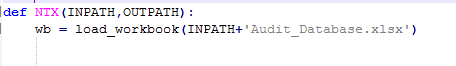 def NTX(INPATH,OUTPATH):
    wb = load_workbook(INPATH+'Audit_Database.xlsx')